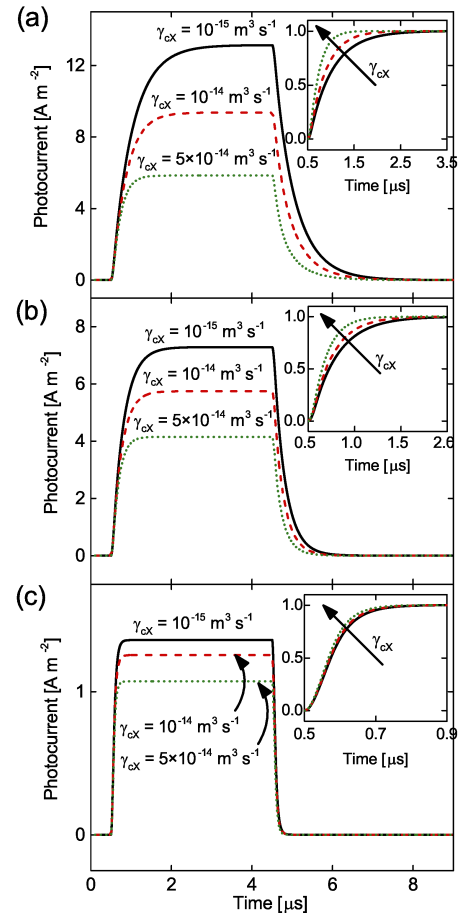 (a)
γcX = 10⁻¹⁵ m³ s⁻¹
γcX = 10⁻¹⁴ m³ s⁻¹
γcX = 5×10⁻¹⁴ m³ s⁻¹
Photocurrent [A m⁻²]
12
8
4
0
1.0
0.5
0.0
γcX
0.5 1.5 2.5 3.5
Time [µs]
(b)
γcX = 10⁻¹⁵ m³ s⁻¹
γcX = 10⁻¹⁴ m³ s⁻¹
γcX = 5×10⁻¹⁴ m³ s⁻¹
Photocurrent [A m⁻²]
8
6
4
2
0
1.0
0.5
0.0
γcX
0.5 1.0 1.5 2.0
Time [µs]
(c)
γcX = 10⁻¹⁵ m³ s⁻¹
γcX = 10⁻¹⁴ m³ s⁻¹
γcX = 5×10⁻¹⁴ m³ s⁻¹
Photocurrent [A m⁻²]
1
0
1.0
0.5
0.0
γcX
0.5 0.7 0.9
Time [µs]
0 2 4 6 8
Time [µs]